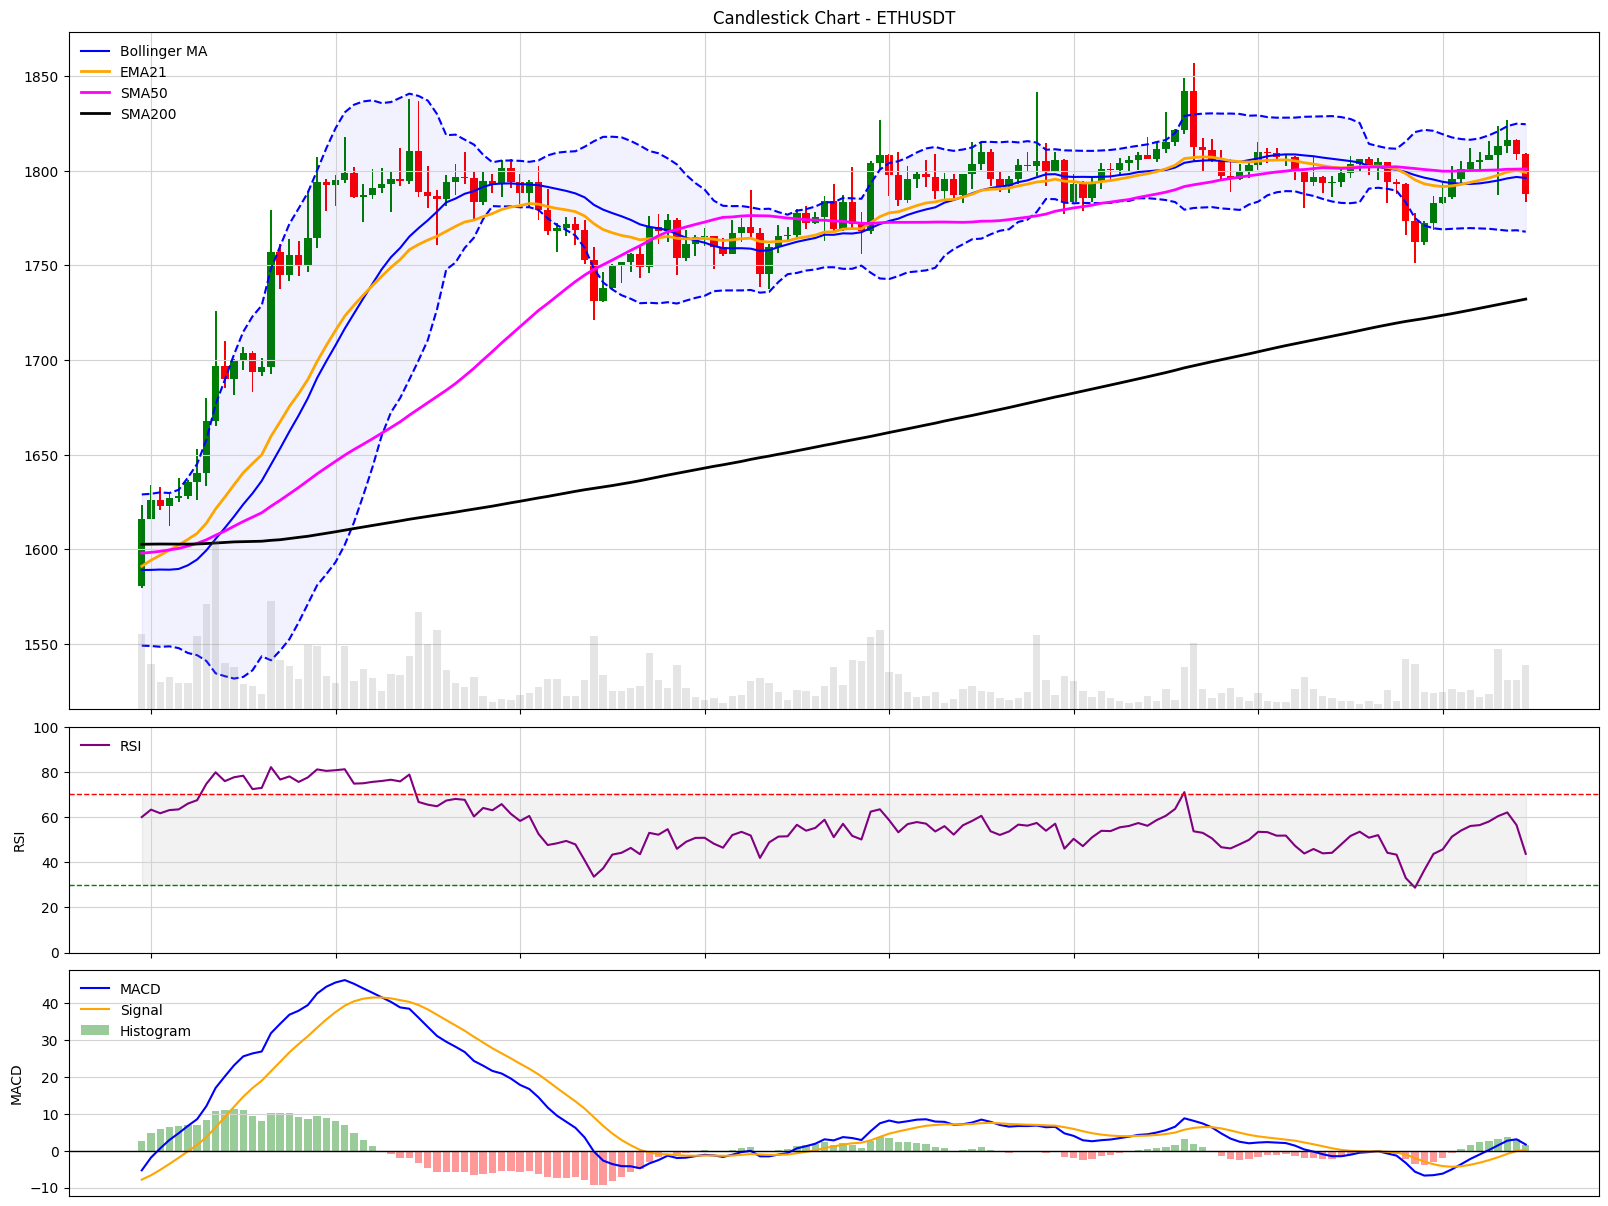 Candlestick Chart - ETHUSDT
Bollinger MA
EMA21
SMA50
SMA200
1850
1800
1750
1700
1650
1600
1550
RSI
100
80
60
40
20
0
RSI
MACD
Signal
Histogram
40
30
20
10
0
−10
MACD